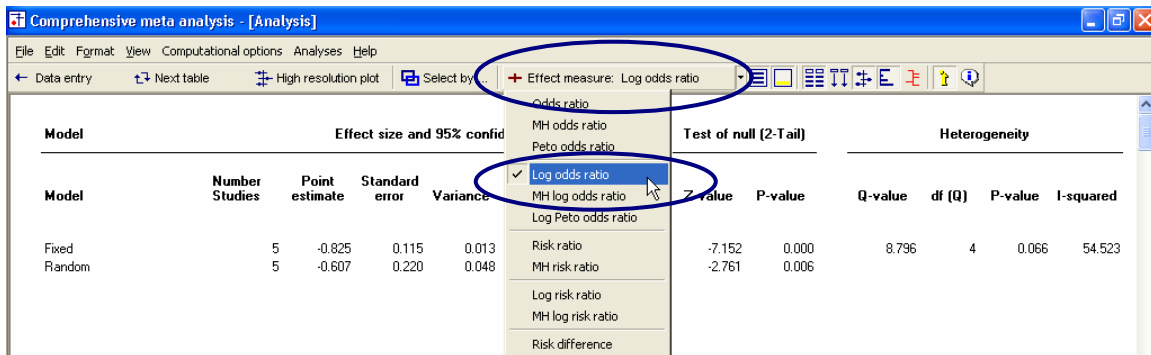 Comprehensive meta analysis - [Analysis]
File Edit Format View Computational options Analyses Help
Data entry Next table High resolution plot Select by ... Effect measure: Log odds ratio
Odds ratio
MH odds ratio
Peto odds ratio
Log odds ratio
MH log odds ratio
Log Peto odds ratio
Risk ratio
MH risk ratio
Log risk ratio
MH log risk ratio
Risk difference
Model Effect size and 95% confid Test of null (2-Tail) Heterogeneity
Model Number Studies Point estimate Standard error Variance Z-value P-value Q-value df (Q) P-value I-squared
Fixed 5 -0.825 0.115 0.013 -7.152 0.000 8.796 4 0.066 54.523
Random 5 -0.607 0.220 0.048 -2.761 0.006